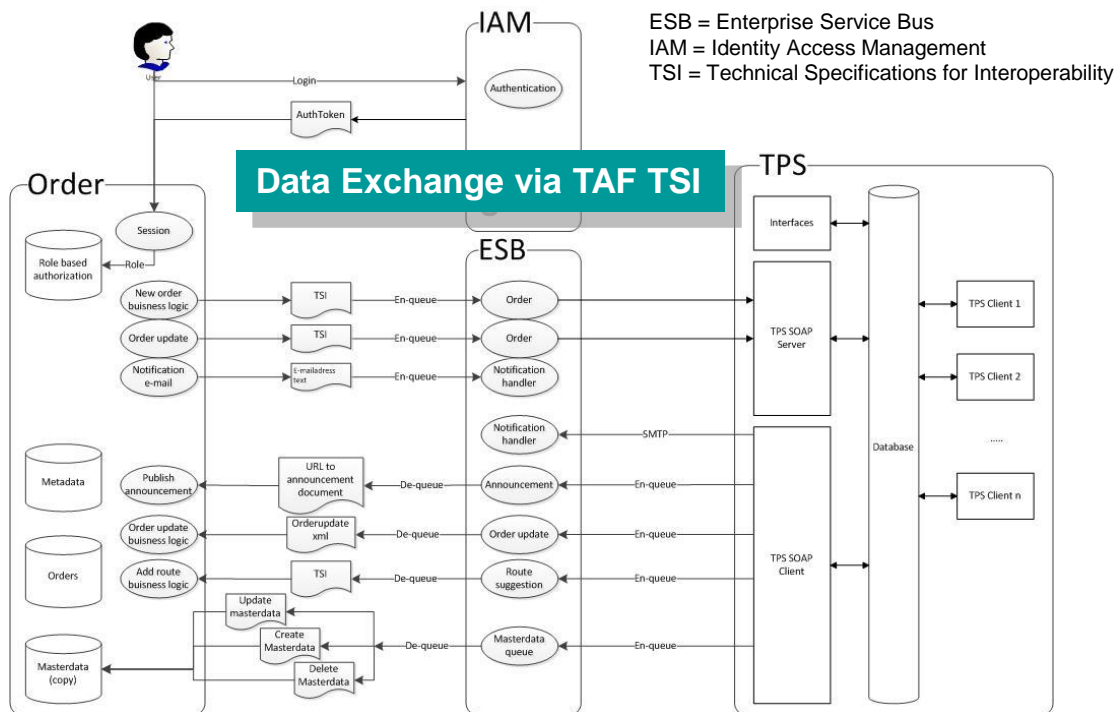 IAM
ESB = Enterprise Service Bus
IAM = Identity Access Management
TSI = Technical Specifications for Interoperability
User
Login
Authentication
AuthToken
Data Exchange via TAF TSI
Order
TPS
Session
Interfaces
Role based
authorization
Role
ESB
New order
buisness logic
TSI
En-queue
Order
TPS Client 1
Order update
TSI
En-queue
Order
TPS SOAP
Server
Notification
e-mail
E-mailadress
text
En-queue
Notification
handler
TPS Client 2
Notification
handler
SMTP
Database
.....
Metadata
Publish
announcement
URL to
announcement
document
De-queue
Announcement
En-queue
TPS Client n
Order update
buisness logic
Orderupdate
xml
De-queue
Order update
En-queue
TPS SOAP
Client
Orders
Add route
buisness logic
TSI
De-queue
Route
suggestion
En-queue
Update
masterdata
Create
Masterdata
De-queue
Masterdata
queue
En-queue
Masterdata
(copy)
Delete
Masterdata